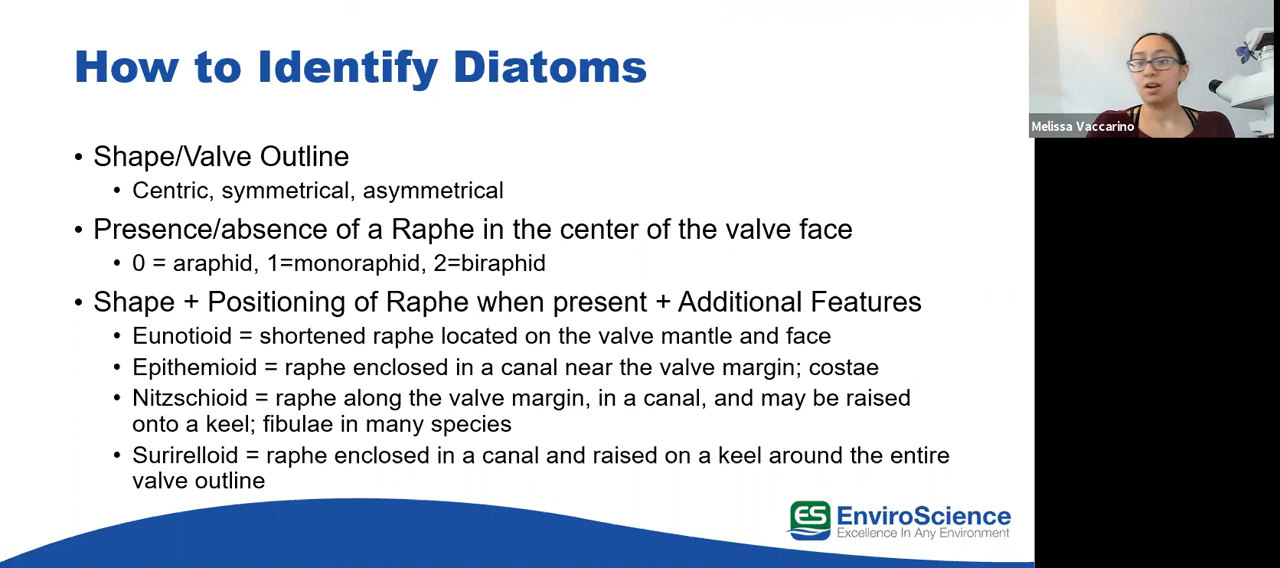 How to Identify Diatoms
• Shape/Valve Outline
• Centric, symmetrical, asymmetrical
• Presence/absence of a Raphe in the center of the valve face
• 0 = araphid, 1=monoraphid, 2=biraphid
• Shape + Positioning of Raphe when present + Additional Features
• Eunotioid = shortened raphe located on the valve mantle and face
• Epithemioid = raphe enclosed in a canal near the valve margin; costae
• Nitzschioid = raphe along the valve margin, in a canal, and may be raised
onto a keel; fibulae in many species
• Surirelloid = raphe enclosed in a canal and raised on a keel around the entire
valve outline
ES EnviroScience
Excellence In Any Environment
Melissa Vaccarino